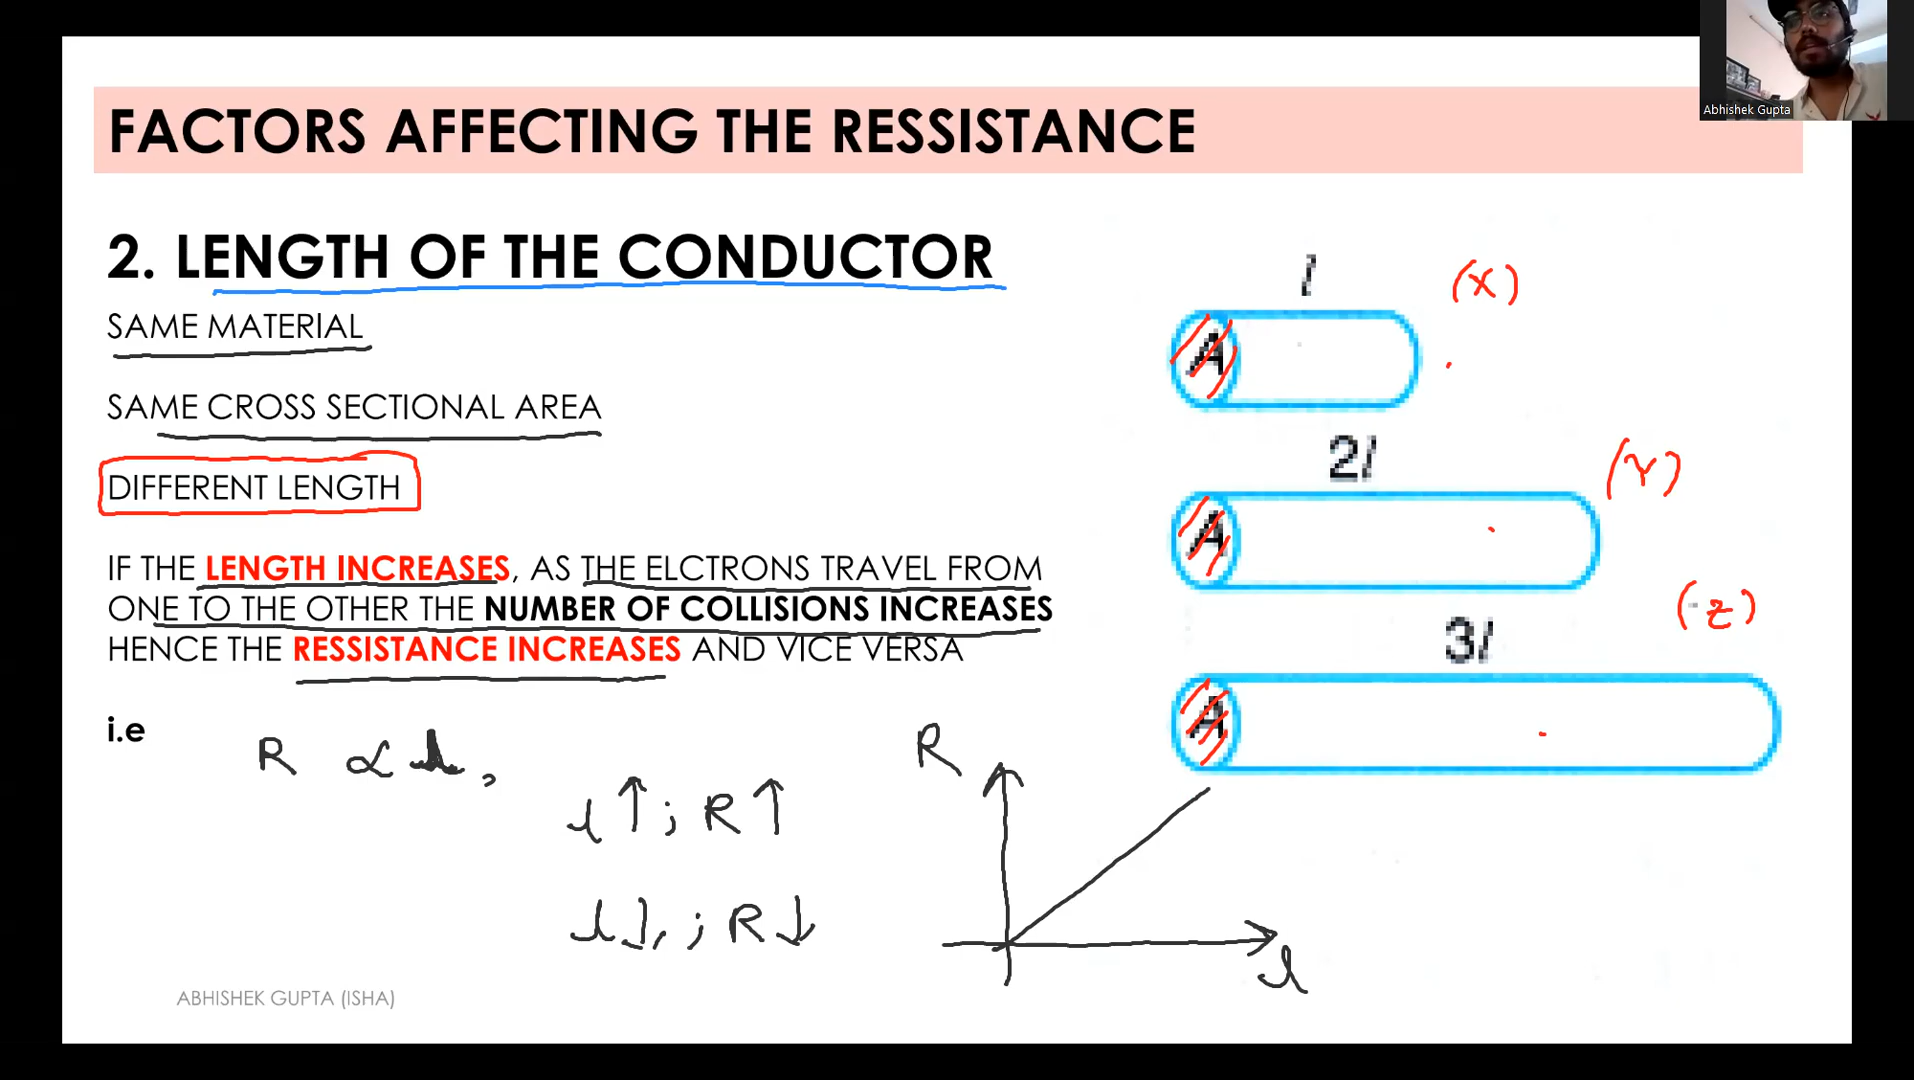 Abhishek Gupta
FACTORS AFFECTING THE RESSISTANCE
2. LENGTH OF THE CONDUCTOR
SAME MATERIAL
SAME CROSS SECTIONAL AREA
DIFFERENT LENGTH
IF THE LENGTH INCREASES, AS THE ELCTRONS TRAVEL FROM
ONE TO THE OTHER THE NUMBER OF COLLISIONS INCREASES
HENCE THE RESSISTANCE INCREASES AND VICE VERSA
i.e
R ∝ l,
l↑ ; R↑
l↓, ; R↓
R
l
l
(X)
A
2l
(Y)
A
3l
(z)
A
ABHISHEK GUPTA (ISHA)